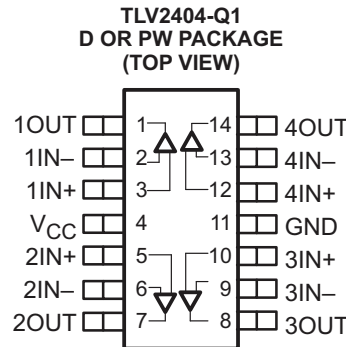 TLV2404-Q1
D OR PW PACKAGE
(TOP VIEW)
1OUT 1 14 4OUT
1IN– 2 13 4IN–
1IN+ 3 12 4IN+
VCC 4 11 GND
2IN+ 5 10 3IN+
2IN– 6 9 3IN–
2OUT 7 8 3OUT